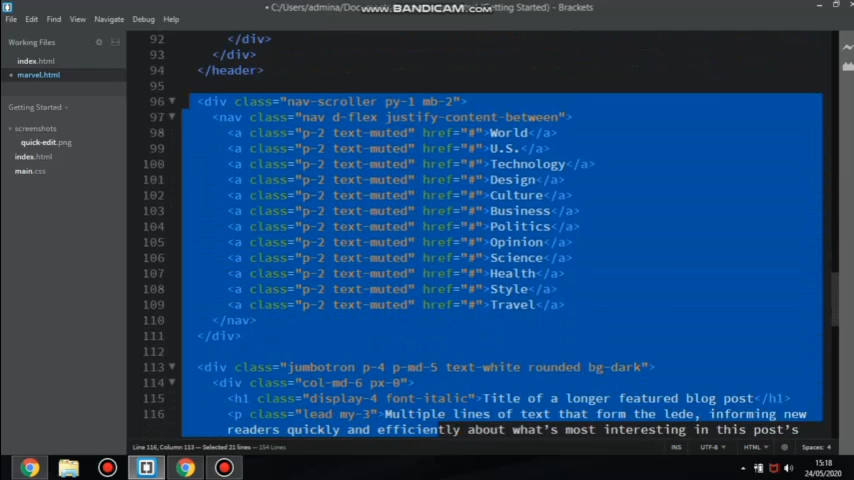 • C:/Users/admina/Docum www.BANDICAM.com (Getting Started) - Brackets
File Edit Find View Navigate Debug Help
Working Files
index.html
• marvel.html
Getting Started
screenshots
quick-edit.png
index.html
main.css
92 </div>
93 </div>
94 </header>
95
96 <div class="nav-scroller py-1 mb-2">
97 <nav class="nav d-flex justify-content-between">
98 <a class="p-2 text-muted" href="#">World</a>
99 <a class="p-2 text-muted" href="#">U.S.</a>
100 <a class="p-2 text-muted" href="#">Technology</a>
101 <a class="p-2 text-muted" href="#">Design</a>
102 <a class="p-2 text-muted" href="#">Culture</a>
103 <a class="p-2 text-muted" href="#">Business</a>
104 <a class="p-2 text-muted" href="#">Politics</a>
105 <a class="p-2 text-muted" href="#">Opinion</a>
106 <a class="p-2 text-muted" href="#">Science</a>
107 <a class="p-2 text-muted" href="#">Health</a>
108 <a class="p-2 text-muted" href="#">Style</a>
109 <a class="p-2 text-muted" href="#">Travel</a>
110 </nav>
111 </div>
112
113 <div class="jumbotron p-4 p-md-5 text-white rounded bg-dark">
114 <div class="col-md-6 px-0">
115 <h1 class="display-4 font-italic">Title of a longer featured blog post</h1>
116 <p class="lead my-3">Multiple lines of text that form the lede, informing new
readers quickly and efficiently about what's most interesting in this post's
Line 116, Column 113 — Selected 21 lines — 154 Lines INS UTF-8 HTML Spaces: 4
15:18
24/05/2020